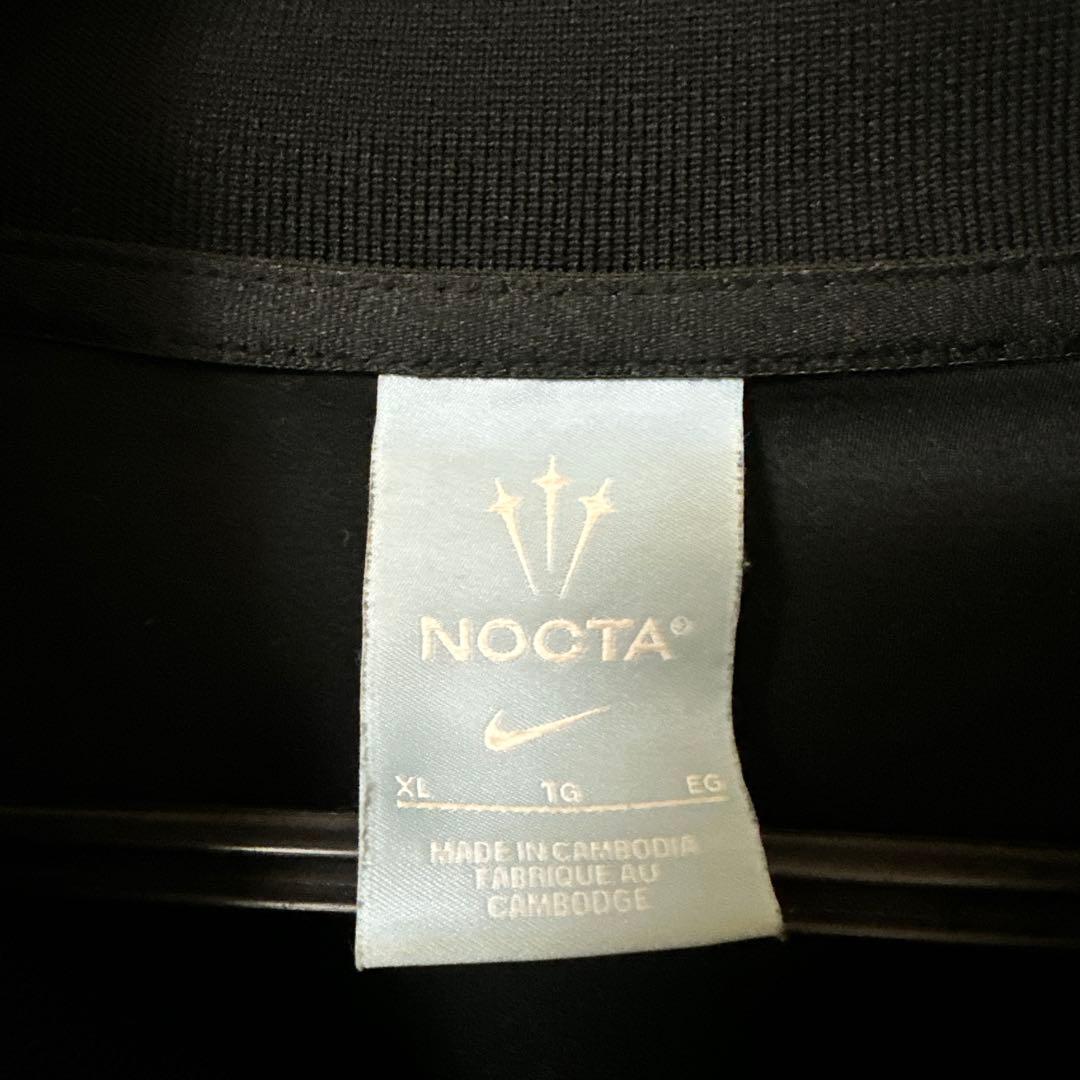 NOCTA®
XL TG EG
MADE IN CAMBODIA
FABRIQUE AU
CAMBODGE